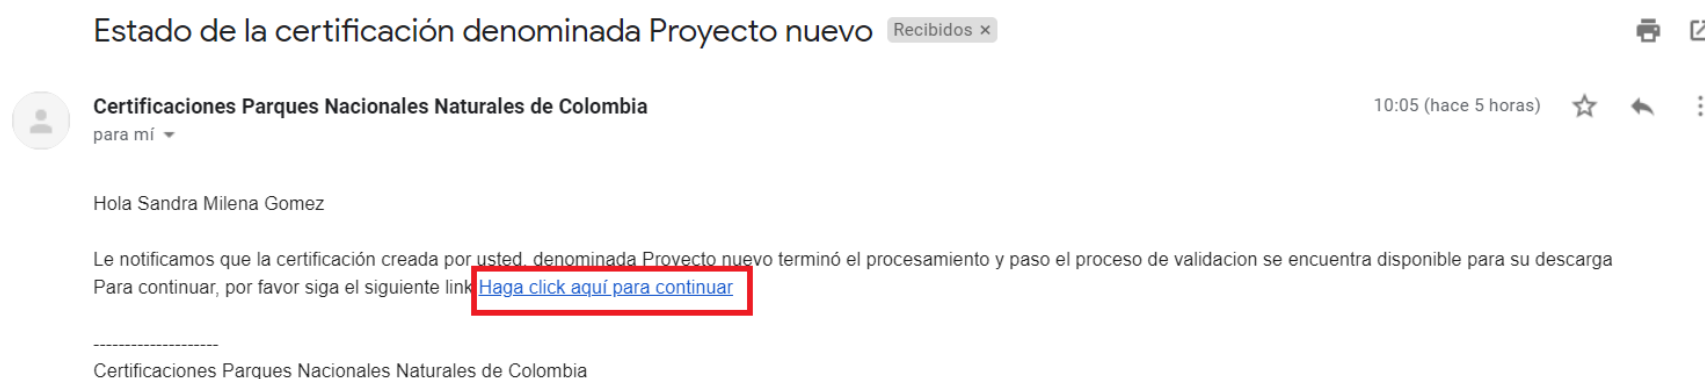 Estado de la certificación denominada Proyecto nuevo Recibidos ×
Certificaciones Parques Nacionales Naturales de Colombia 10:05 (hace 5 horas)
para mí
Hola Sandra Milena Gomez
Le notificamos que la certificación creada por usted, denominada Proyecto nuevo terminó el procesamiento y paso el proceso de validacion se encuentra disponible para su descarga
Para continuar, por favor siga el siguiente link Haga click aquí para continuar
--------------------
Certificaciones Parques Nacionales Naturales de Colombia